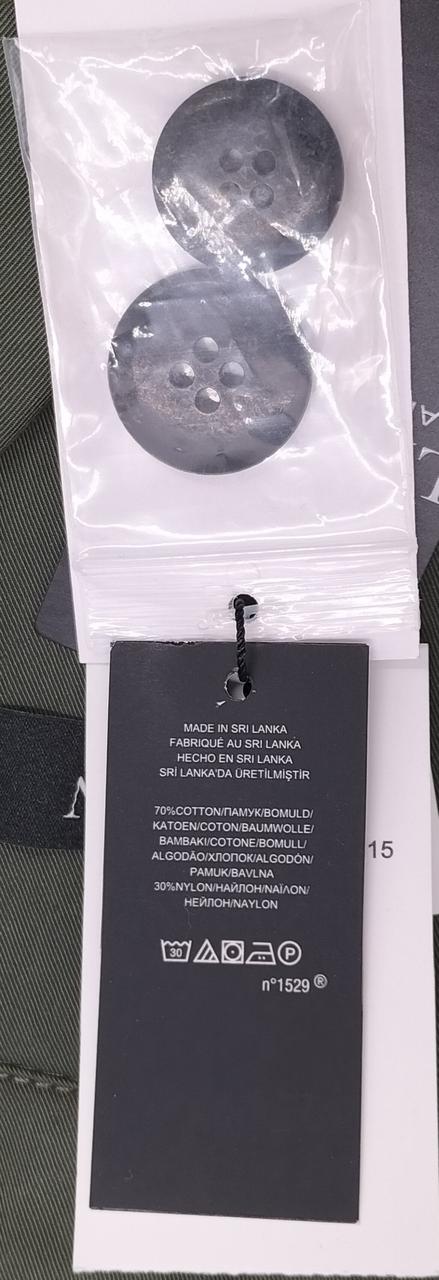 MADE IN SRI LANKA
FABRIQUÉ AU SRI LANKA
HECHO EN SRI LANKA
SRİ LANKA'DA ÜRETİLMİŞTİR
70%COTTON/ПАМУК/BOMULD/
KATOEN/COTON/BAUMWOLLE/
BAMBAKI/COTONE/BOMULL/
ALGODÃO/ХЛОПОК/ALGODÓN/
PAMUK/BAVLNA
30%NYLON/НАЙЛОН/ΝΑΪΛΟΝ/
НЕЙЛОН/NAYLON
30
P
n°1529 ®
15